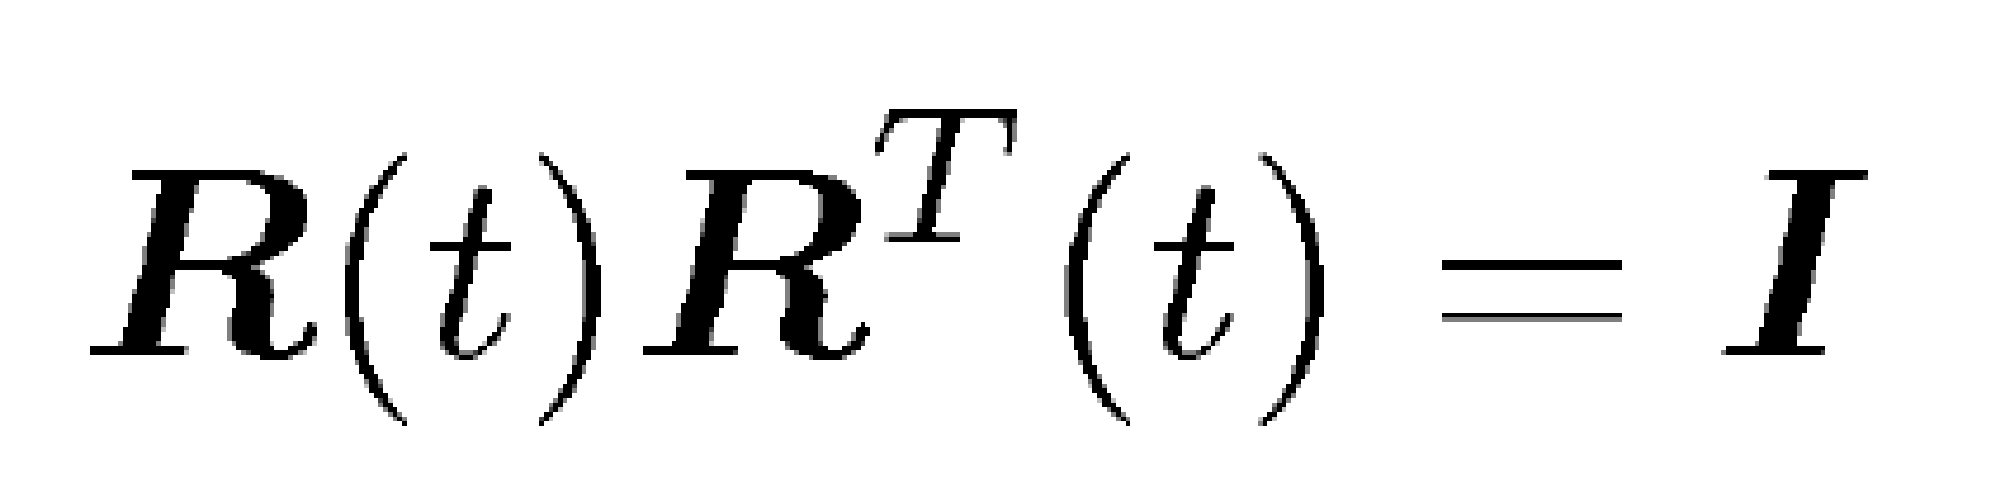 R(t)R^T(t) = I